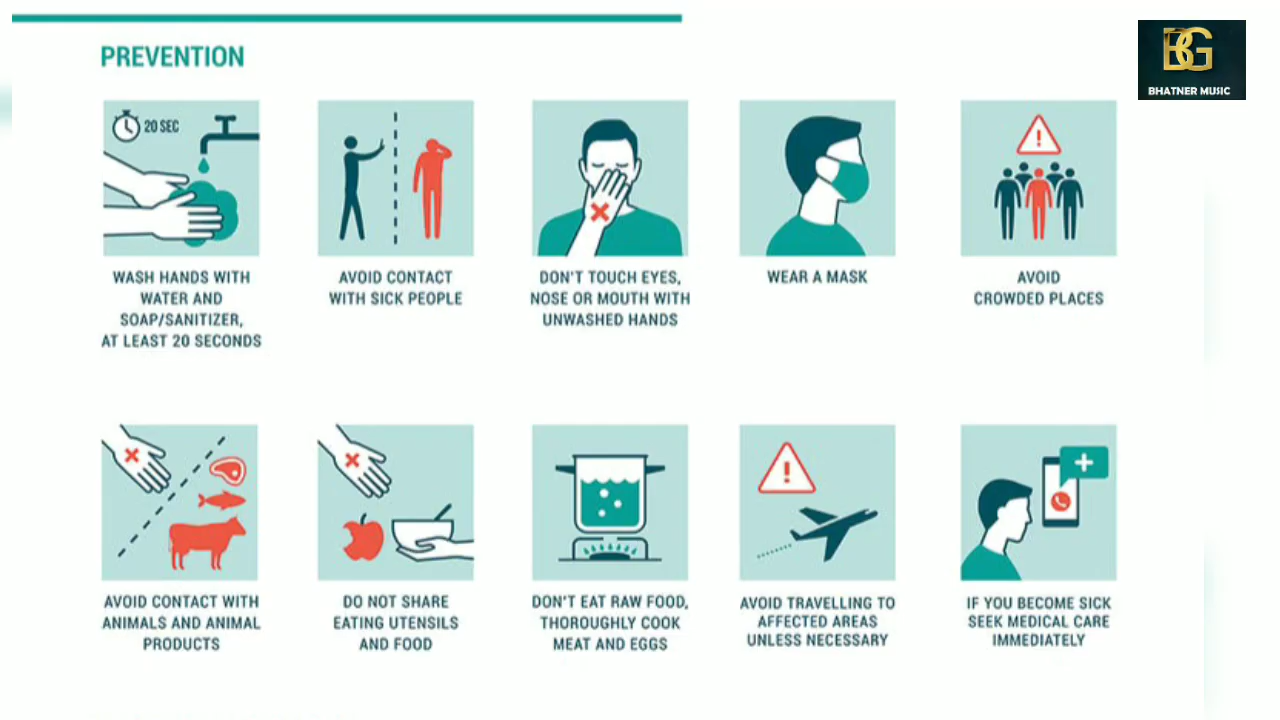 PREVENTION
BG
BHATNER MUSIC
20 SEC
WASH HANDS WITH
WATER AND
SOAP/SANITIZER,
AT LEAST 20 SECONDS
AVOID CONTACT
WITH SICK PEOPLE
DON'T TOUCH EYES,
NOSE OR MOUTH WITH
UNWASHED HANDS
WEAR A MASK
AVOID
CROWDED PLACES
AVOID CONTACT WITH
ANIMALS AND ANIMAL
PRODUCTS
DO NOT SHARE
EATING UTENSILS
AND FOOD
DON'T EAT RAW FOOD,
THOROUGHLY COOK
MEAT AND EGGS
AVOID TRAVELLING TO
AFFECTED AREAS
UNLESS NECESSARY
IF YOU BECOME SICK
SEEK MEDICAL CARE
IMMEDIATELY